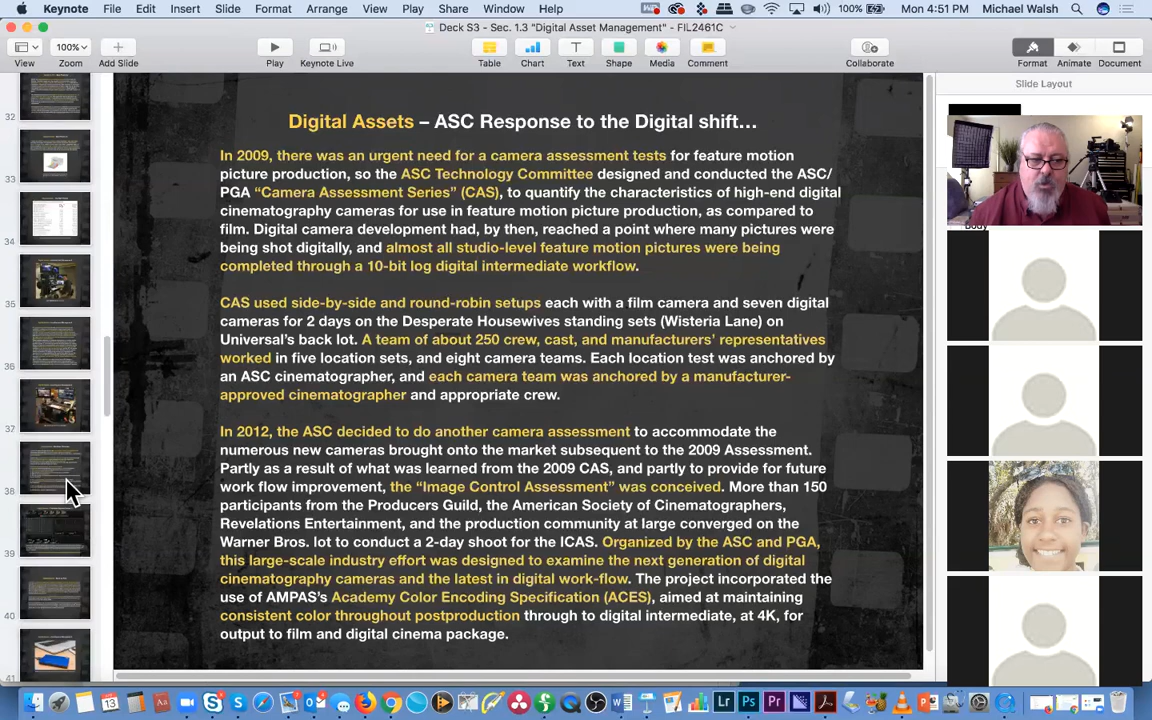 Keynote File Edit Insert Slide Format Arrange View Play Share Window Help 100% Mon 4:51 PM Michael Walsh
Deck S3 - Sec. 1.3 "Digital Asset Management" - FIL2461C
100%
View Zoom Add Slide Play Keynote Live Table Chart Text Shape Media Comment Collaborate Format Animate Document
Slide Layout
Body
32
33
34
35
36
37
38
39
40
41
Digital Assets – ASC Response to the Digital shift...
In 2009, there was an urgent need for a camera assessment tests for feature motion
picture production, so the ASC Technology Committee designed and conducted the ASC/
PGA “Camera Assessment Series” (CAS), to quantify the characteristics of high-end digital
cinematography cameras for use in feature motion picture production, as compared to
film. Digital camera development had, by then, reached a point where many pictures were
being shot digitally, and almost all studio-level feature motion pictures were being
completed through a 10-bit log digital intermediate workflow.
CAS used side-by-side and round-robin setups each with a film camera and seven digital
cameras for 2 days on the Desperate Housewives standing sets (Wisteria Lane) on
Universal’s back lot. A team of about 250 crew, cast, and manufacturers’ representatives
worked in five location sets, and eight camera teams. Each location test was anchored by
an ASC cinematographer, and each camera team was anchored by a manufacturer-
approved cinematographer and appropriate crew.
In 2012, the ASC decided to do another camera assessment to accommodate the
numerous new cameras brought onto the market subsequent to the 2009 Assessment.
Partly as a result of what was learned from the 2009 CAS, and partly to provide for future
work flow improvement, the “Image Control Assessment” was conceived. More than 150
participants from the Producers Guild, the American Society of Cinematographers,
Revelations Entertainment, and the production community at large converged on the
Warner Bros. lot to conduct a 2-day shoot for the ICAS. Organized by the ASC and PGA,
this large-scale industry effort was designed to examine the next generation of digital
cinematography cameras and the latest in digital work-flow. The project incorporated the
use of AMPAS’s Academy Color Encoding Specification (ACES), aimed at maintaining
consistent color throughout postproduction through to digital intermediate, at 4K, for
output to film and digital cinema package.
13
Lr Ps Pr